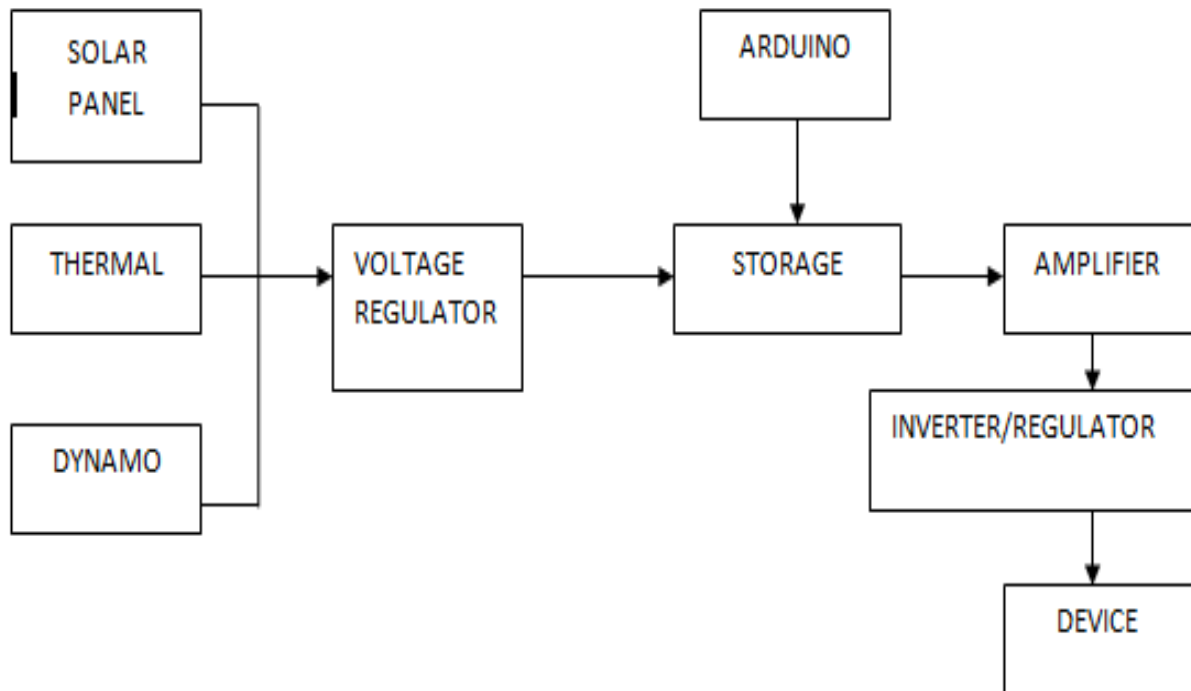 SOLAR
PANEL
ARDUINO
THERMAL
VOLTAGE
REGULATOR
STORAGE
AMPLIFIER
INVERTER/REGULATOR
DYNAMO
DEVICE